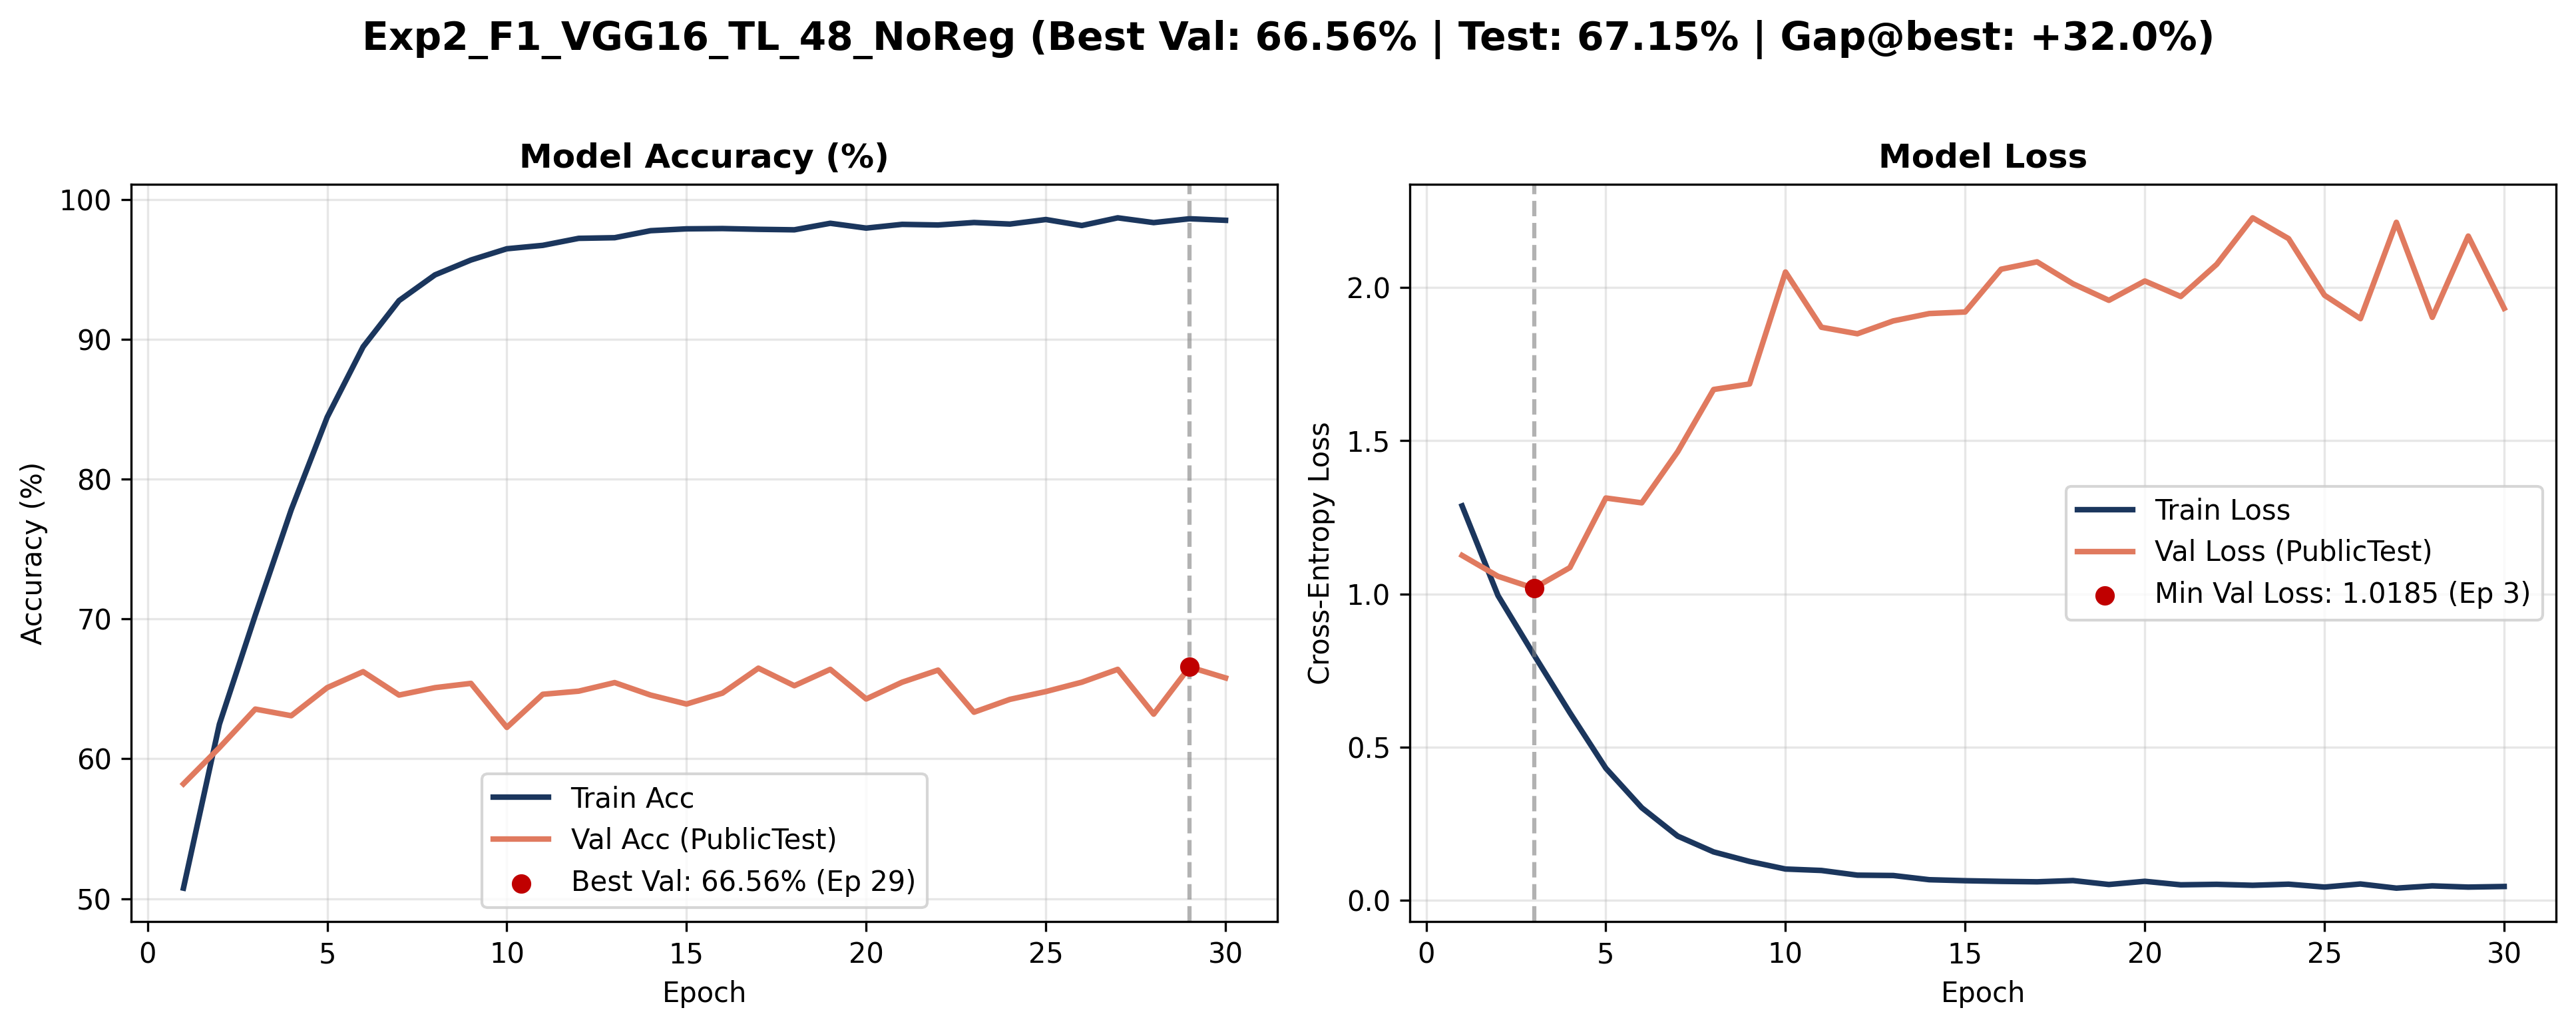 Exp2_F1_VGG16_TL_48_NoReg (Best Val: 66.56% | Test: 67.15% | Gap@best: +32.0%)
Model Accuracy (%)
100
90
80
70
60
50
Accuracy (%)
Train Acc
Val Acc (PublicTest)
Best Val: 66.56% (Ep 29)
0 5 10 15 20 25 30
Epoch
Model Loss
2.0
1.5
1.0
0.5
0.0
Cross-Entropy Loss
Train Loss
Val Loss (PublicTest)
Min Val Loss: 1.0185 (Ep 3)
0 5 10 15 20 25 30
Epoch